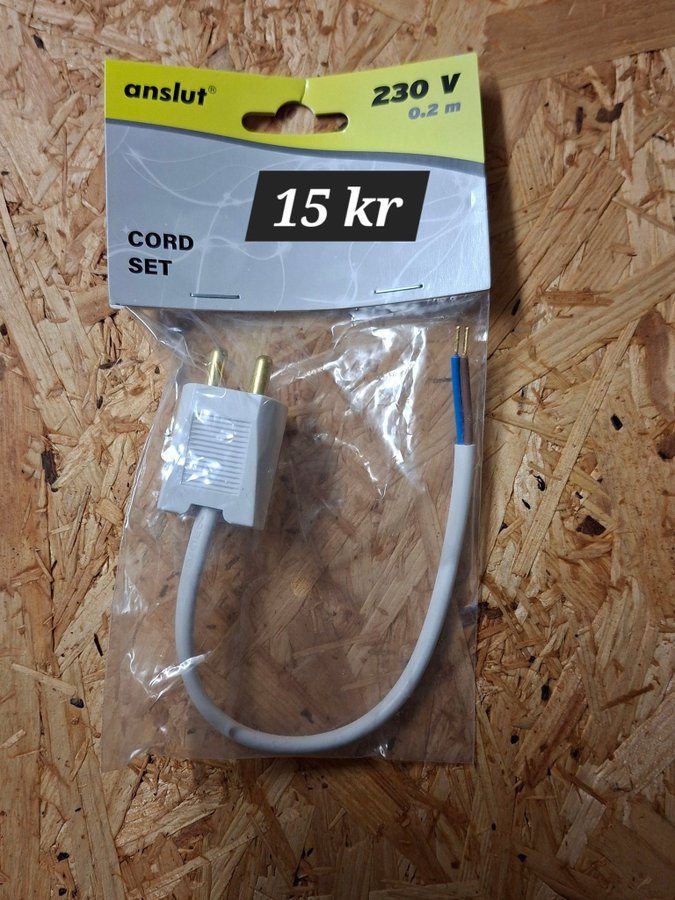 anslut®
230 V
0.2 m
15 kr
CORD
SET